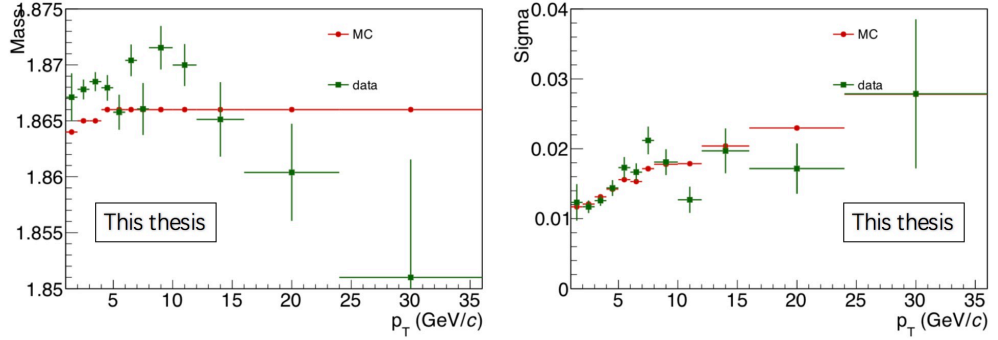 Mass
1.875
1.87
1.865
1.86
1.855
1.85
MC
data
This thesis
5
10
15
20
25
30
35
p_T (GeV/c)
Sigma
0.04
0.03
0.02
0.01
0
MC
data
This thesis
5
10
15
20
25
30
35
p_T (GeV/c)